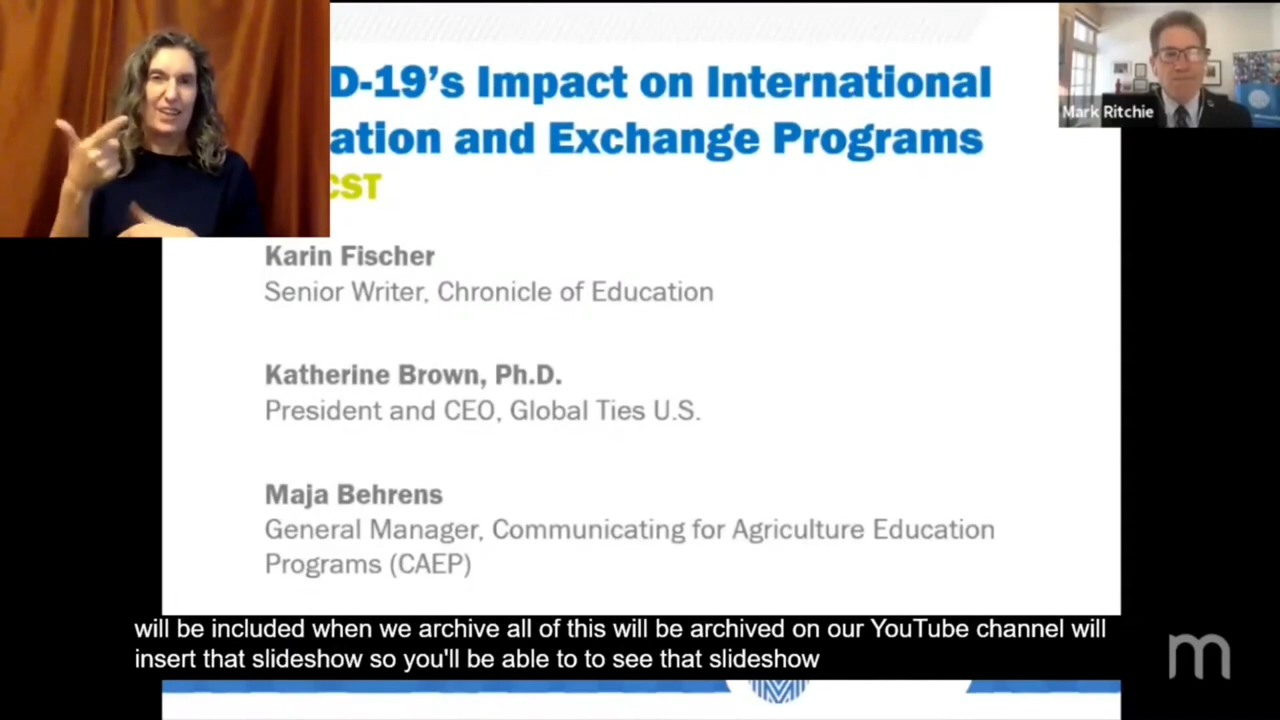 D-19's Impact on International
ation and Exchange Programs
CST
Mark Ritchie
Karin Fischer
Senior Writer, Chronicle of Education
Katherine Brown, Ph.D.
President and CEO, Global Ties U.S.
Maja Behrens
General Manager, Communicating for Agriculture Education
Programs (CAEP)
will be included when we archive all of this will be archived on our YouTube channel will
insert that slideshow so you'll be able to to see that slideshow
m